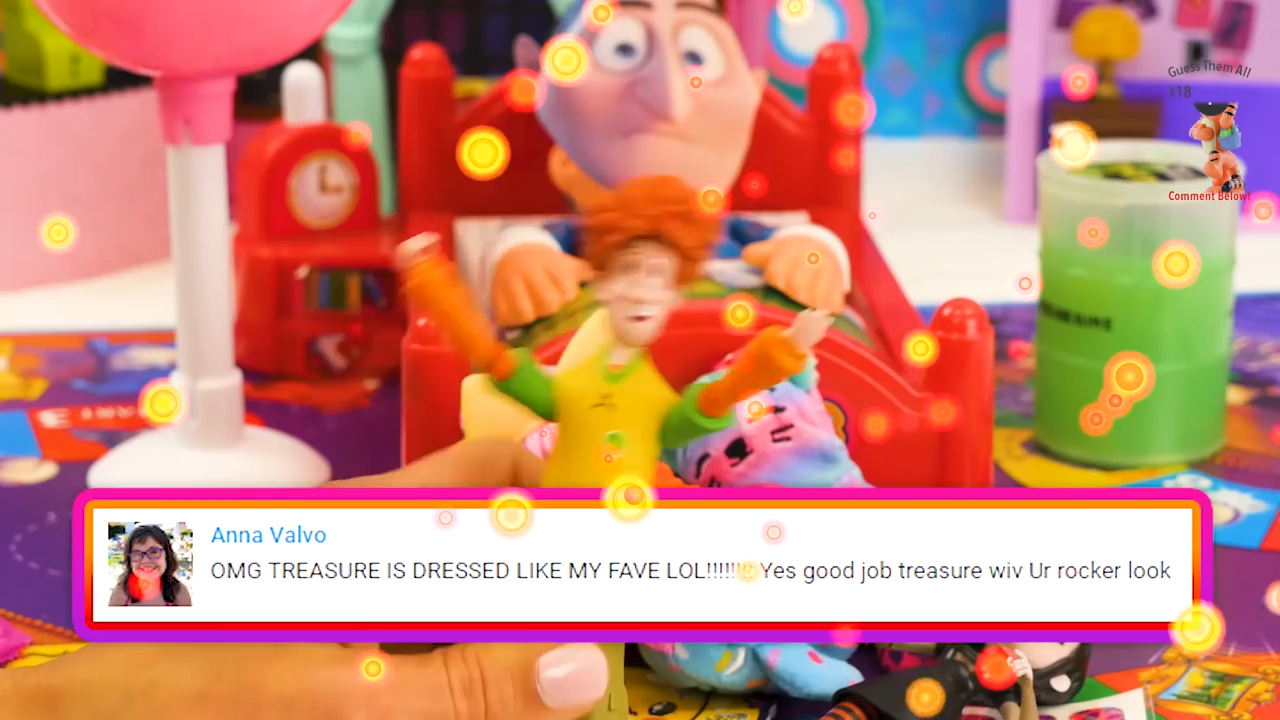 Guess Them All
#18
Comment Below!
Anna Valvo
OMG TREASURE IS DRESSED LIKE MY FAVE LOL!!!!!!!! Yes good job treasure wiv Ur rocker look